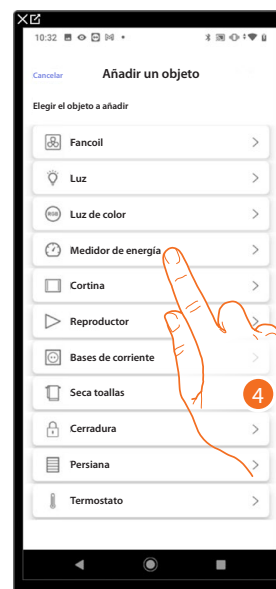 10:32
Cancelar Añadir un objeto
Elegir el objeto a añadir
Fancoil
Luz
RGB Luz de color
Medidor de energía
Cortina
Reproductor
Bases de corriente
Seca toallas
4
Cerradura
Persiana
Termostato